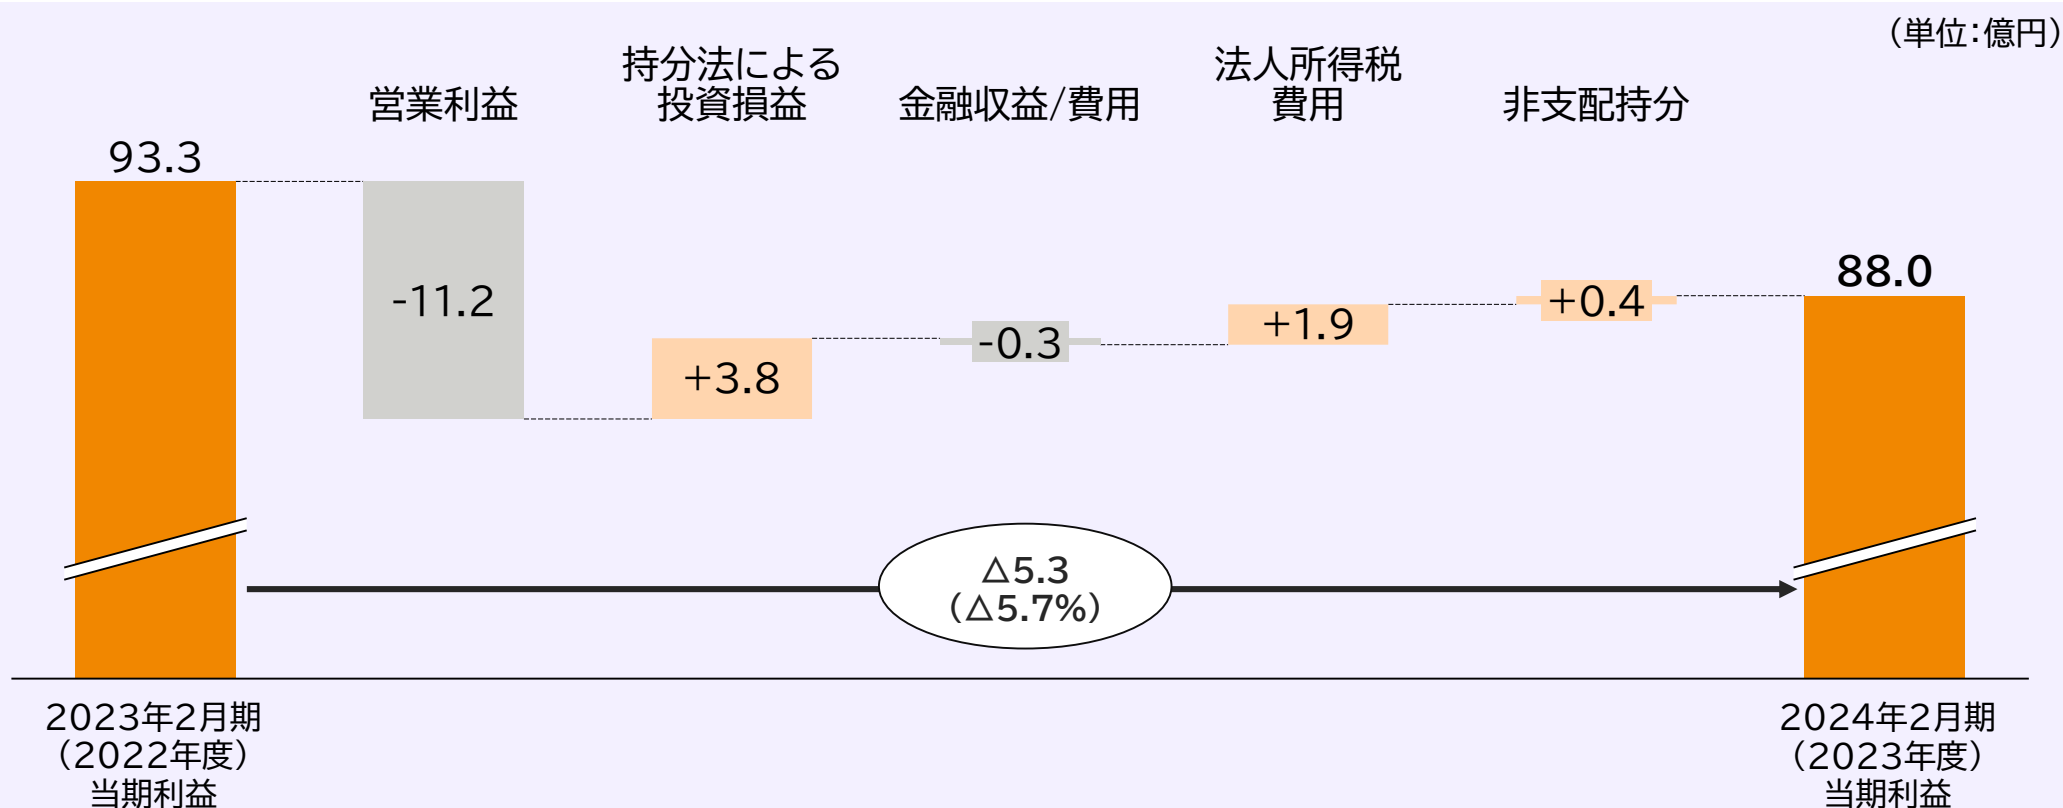 （単位：億円）
営業利益
持分法による
投資損益
金融収益/費用
法人所得税
費用
非支配持分
93.3
-11.2
+3.8
-0.3
+1.9
+0.4
88.0
△5.3
（△5.7%）
2023年2月期
（2022年度）
当期利益
2024年2月期
（2023年度）
当期利益